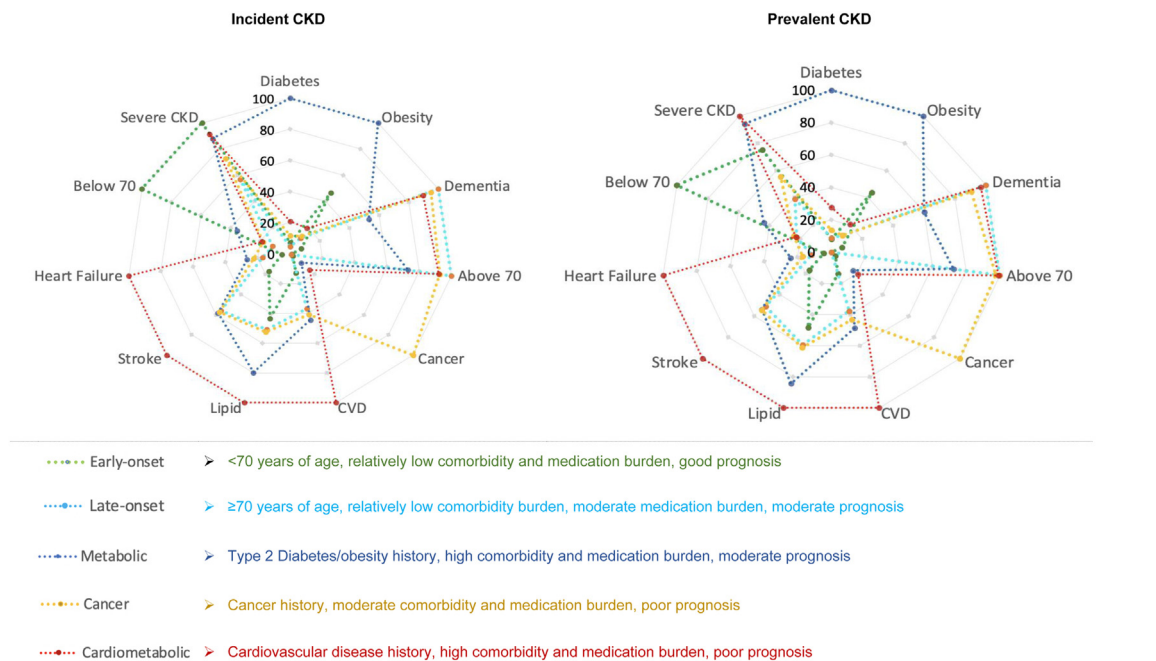 Incident CKD
Prevalent CKD
Diabetes
100
80
60
40
20
0
Obesity
Dementia
Above 70
Cancer
CVD
Lipid
Stroke
Heart Failure
Below 70
Severe CKD
Diabetes
100
80
60
40
20
0
Obesity
Dementia
Above 70
Cancer
CVD
Lipid
Stroke
Heart Failure
Below 70
Severe CKD
Early-onset ➢ <70 years of age, relatively low comorbidity and medication burden, good prognosis
Late-onset ➢ ≥70 years of age, relatively low comorbidity burden, moderate medication burden, moderate prognosis
Metabolic ➢ Type 2 Diabetes/obesity history, high comorbidity and medication burden, moderate prognosis
Cancer ➢ Cancer history, moderate comorbidity and medication burden, poor prognosis
Cardiometabolic ➢ Cardiovascular disease history, high comorbidity and medication burden, poor prognosis